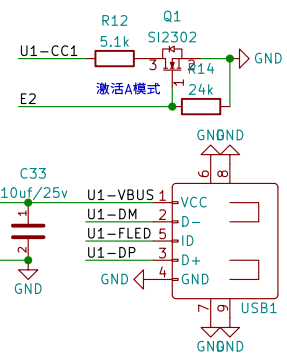 R12
Q1
5.1k
SI2302
U1-CC1
3
2
GND
1
R14
激活A模式
24k
E2
GND
GND
6
8
C33
10uf/25v
U1-VBUS
1
VCC
U1-DM
2
D-
U1-FLED
5
ID
U1-DP
3
D+
GND
4
GND
1
2
GND
7
9
USB1
GND
GND